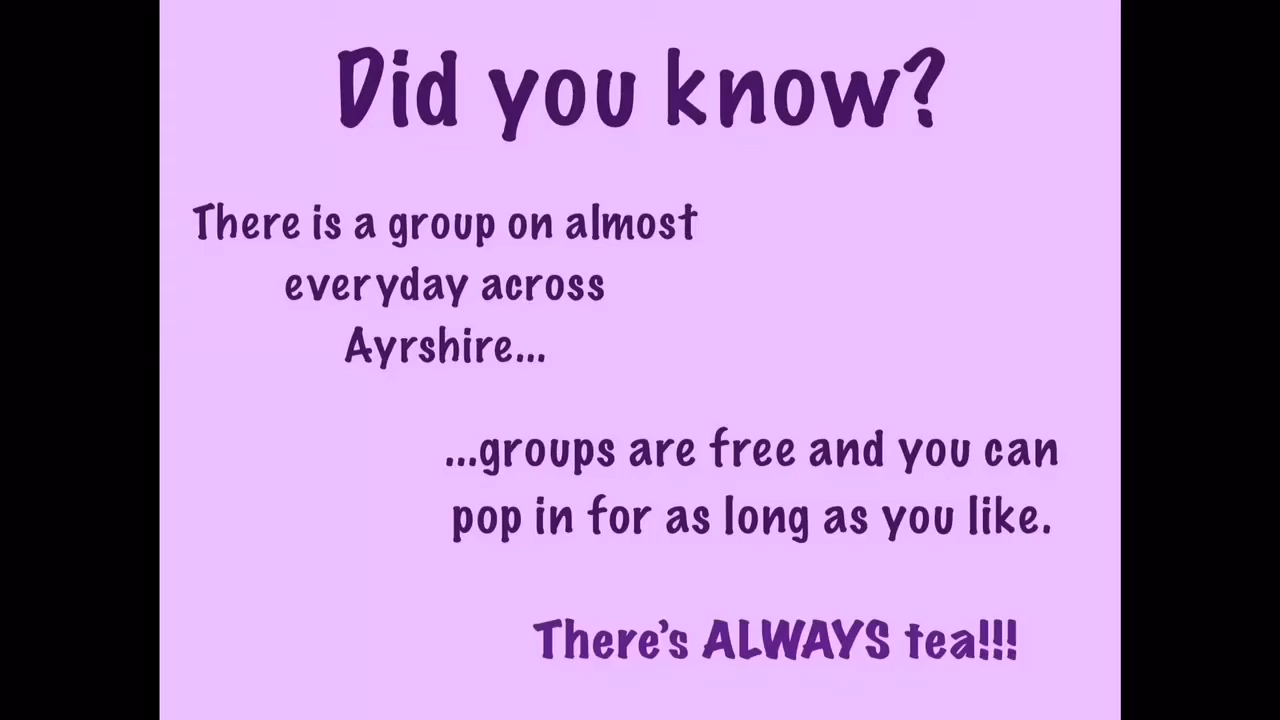 Did you know?
There is a group on almost
everyday across
Ayrshire...
...groups are free and you can
pop in for as long as you like.
There's ALWAYS tea!!!